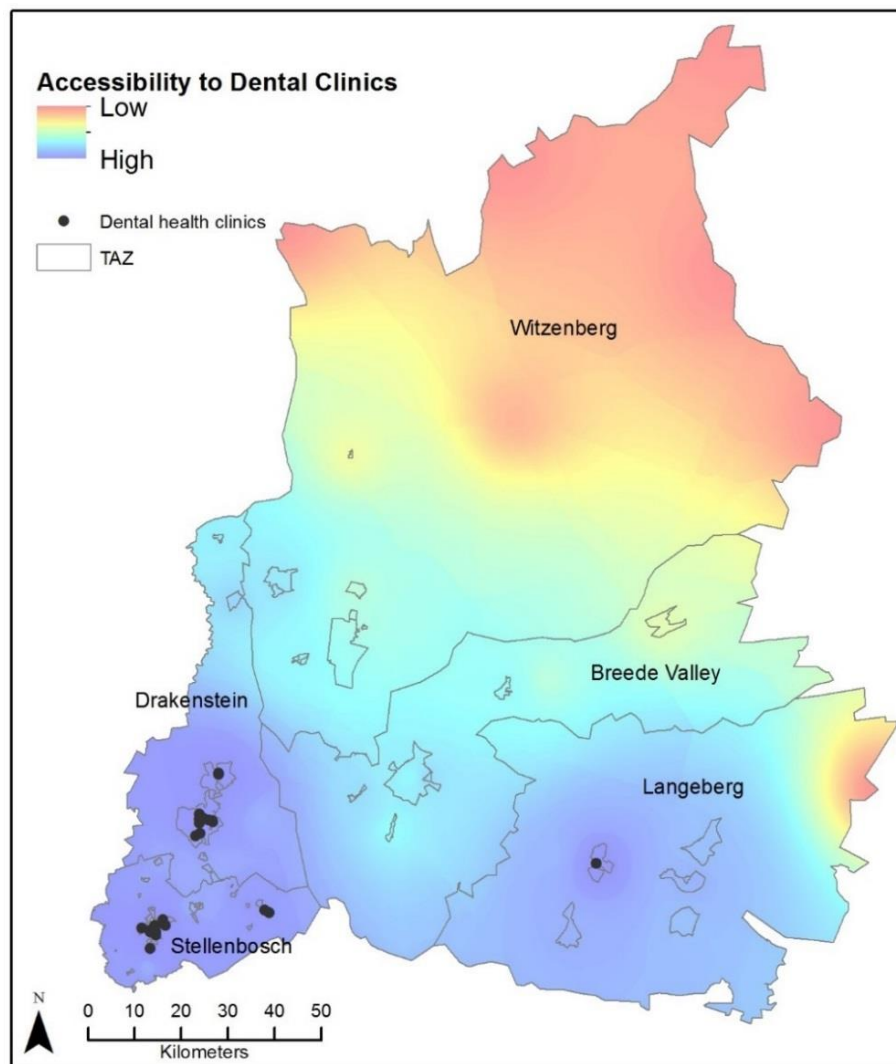 Accessibility to Dental Clinics
Low
High
Dental health clinics
TAZ
Witzenberg
Breede Valley
Drakenstein
Langeberg
Stellenbosch
N
0 10 20 30 40 50
Kilometers